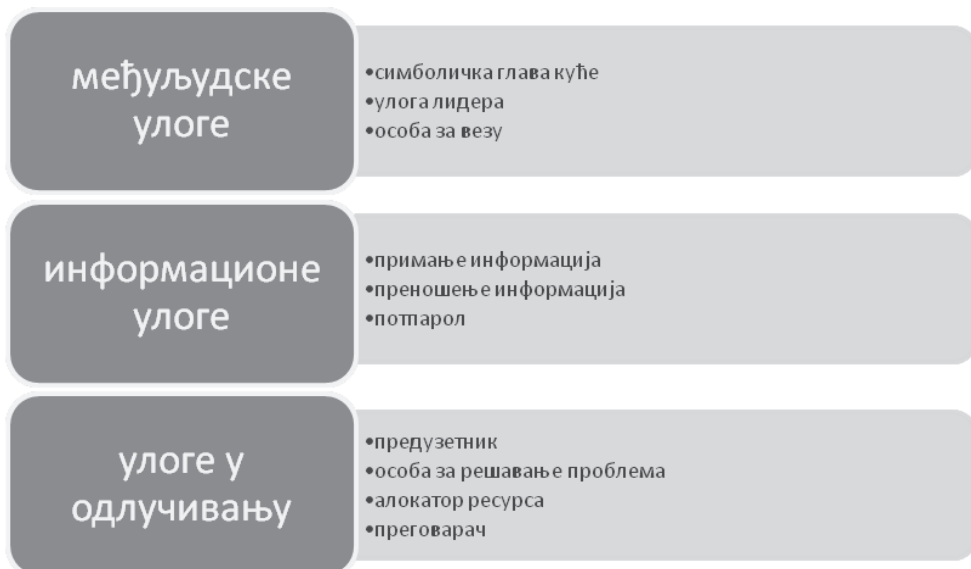 међуљудске
улоге
•симболичка глава куће
•улога лидера
•особа за везу
информационе
улоге
•примање информација
•преношење информација
•потпарол
улоге у
одлучивању
•предузетник
•особа за решавање проблема
•алокатор ресурса
•преговарач